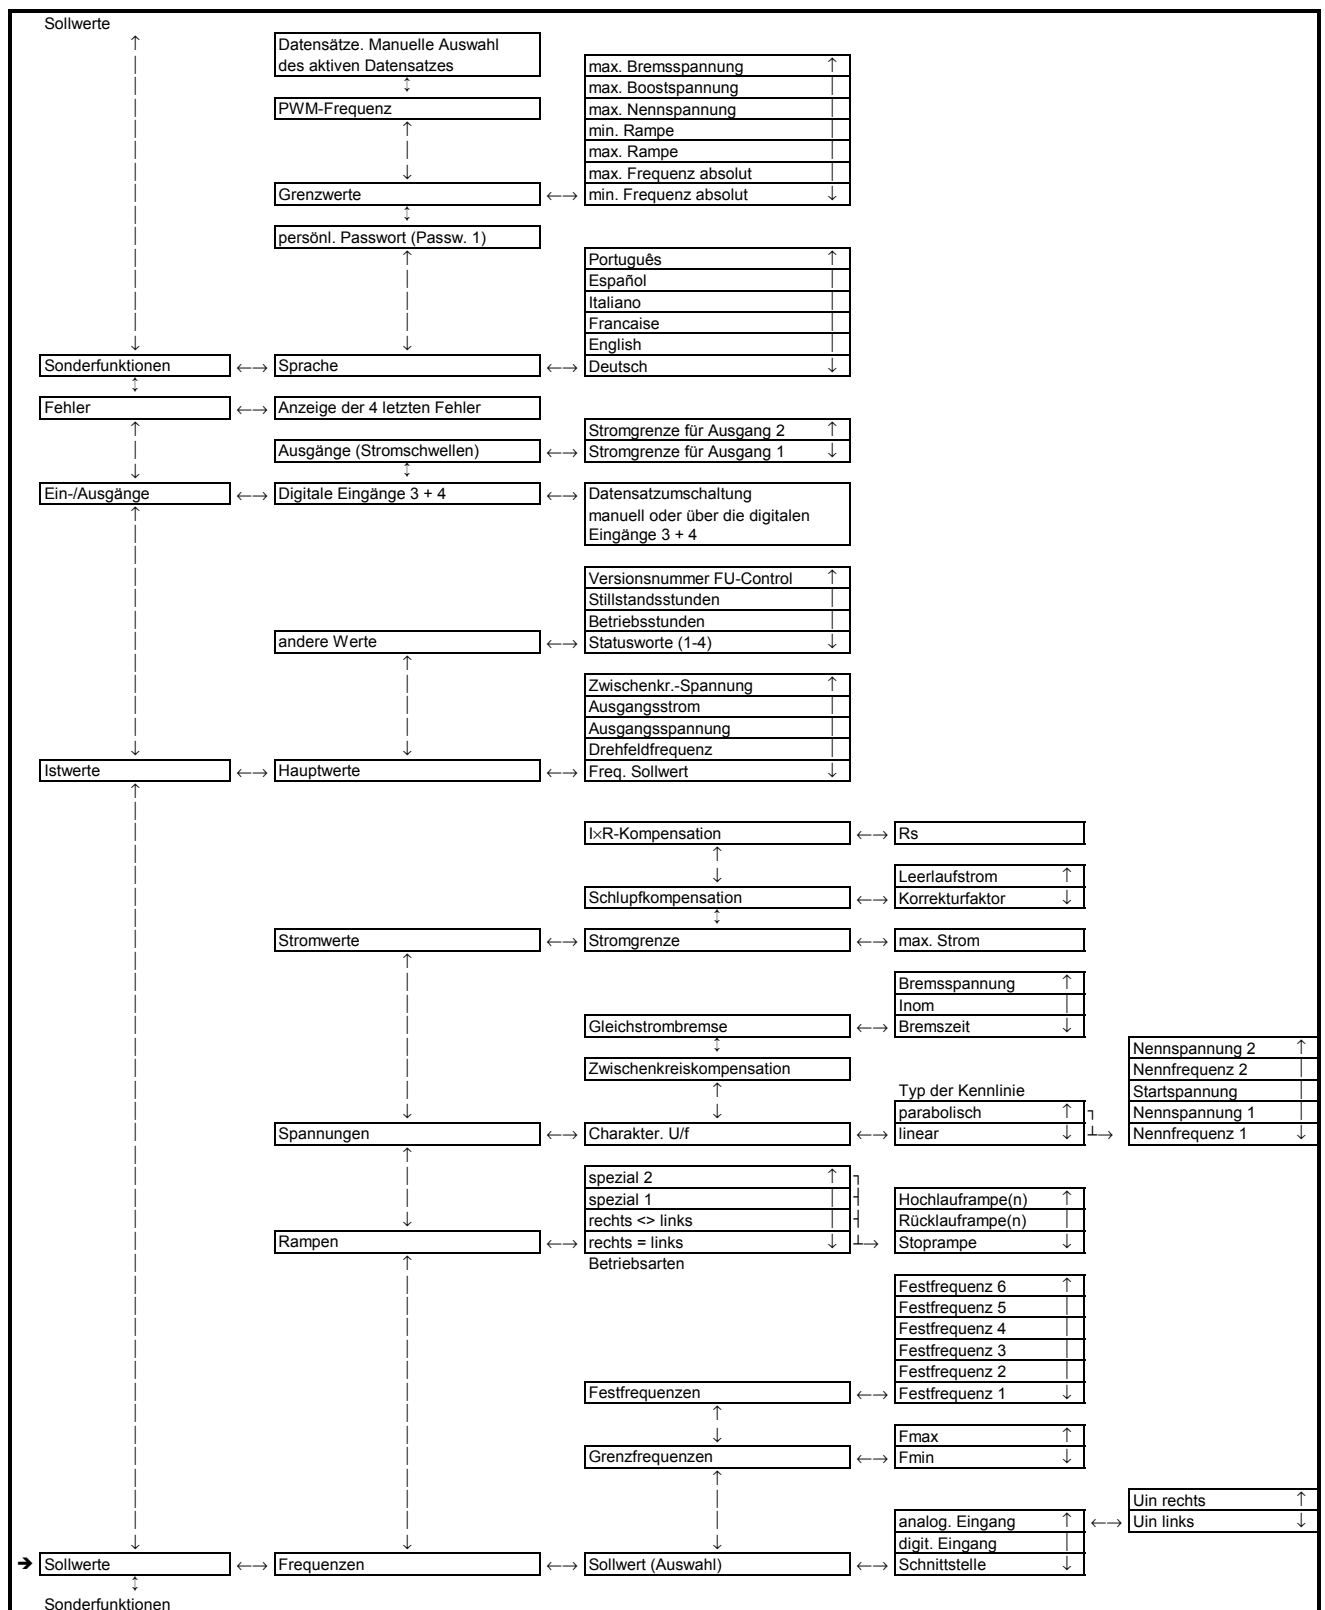 Sollwerte
Datensätze. Manuelle Auswahl
des aktiven Datensatzes
max. Bremsspannung ↑
max. Boostspannung
PWM-Frequenz
max. Nennspannung
min. Rampe
max. Rampe
max. Frequenz absolut
Grenzwerte ←→ min. Frequenz absolut ↓
persönl. Passwort (Passw. 1)
Português ↑
Español
Italiano
Francaise
English
Sonderfunktionen ←→ Sprache ←→ Deutsch ↓
Fehler ←→ Anzeige der 4 letzten Fehler
Stromgrenze für Ausgang 2 ↑
Ausgänge (Stromschwellen) ←→ Stromgrenze für Ausgang 1 ↓
Ein-/Ausgänge ←→ Digitale Eingänge 3 + 4 ←→ Datensatzumschaltung
manuell oder über die digitalen
Eingänge 3 + 4
Versionsnummer FU-Control ↑
Stillstandsstunden
Betriebsstunden
andere Werte ←→ Statusworte (1-4) ↓
Zwischenkr.-Spannung ↑
Ausgangsstrom
Ausgangsspannung
Drehfeldfrequenz
Istwerte ←→ Hauptwerte ←→ Freq. Sollwert ↓
I×R-Kompensation ←→ Rs
Leerlaufstrom ↑
Schlupfkompensation ←→ Korrekturfaktor ↓
Stromwerte ←→ Stromgrenze ←→ max. Strom
Bremsspannung ↑
Inom
Gleichstrombremse ←→ Bremszeit ↓
Nennspannung 2 ↑
Zwischenkreiskompensation
Nennfrequenz 2
Typ der Kennlinie
Startspannung
parabolisch ↑
Nennspannung 1
Spannungen ←→ Charakter. U/f ←→ linear ↓ → Nennfrequenz 1 ↓
spezial 2 ↑
spezial 1
Hochlauframpe(n) ↑
rechts <> links
Rücklauframpe(n)
Rampen ←→ rechts = links ↓ → Stoprampe ↓
Betriebsarten
Festfrequenz 6 ↑
Festfrequenz 5
Festfrequenz 4
Festfrequenz 3
Festfrequenz 2
Festfrequenzen ←→ Festfrequenz 1 ↓
Fmax ↑
Grenzfrequenzen ←→ Fmin ↓
Uin rechts ↑
analog. Eingang ↑ ←→ Uin links ↓
digit. Eingang
➔ Sollwerte ←→ Frequenzen ←→ Sollwert (Auswahl) ←→ Schnittstelle ↓
Sonderfunktionen